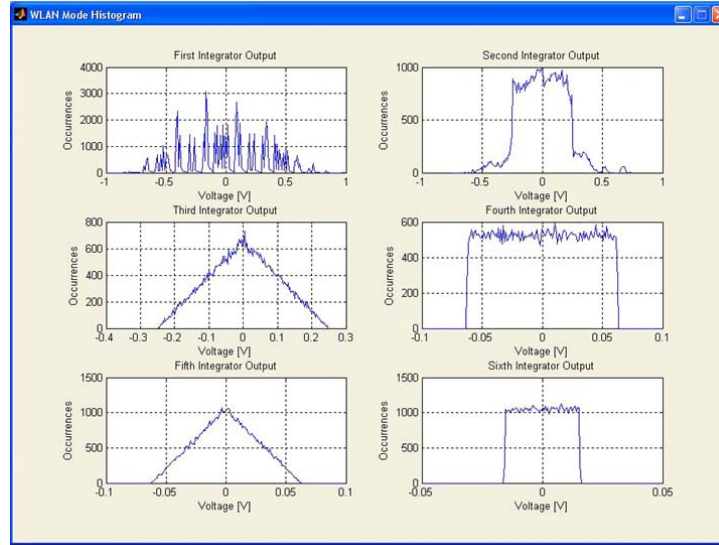 WLAN Mode Histogram
First Integrator Output
Occurrences
4000
3000
2000
1000
0
-1
-0.5
0
0.5
1
Voltage [V]
Second Integrator Output
Occurrences
1000
500
0
-1
-0.5
0
0.5
1
Voltage [V]
Third Integrator Output
Occurrences
800
600
400
200
0
-0.4
-0.3
-0.2
-0.1
0
0.1
0.2
0.3
Voltage [V]
Fourth Integrator Output
Occurrences
600
400
200
0
-0.1
-0.05
0
0.05
0.1
Voltage [V]
Fifth Integrator Output
Occurrences
1500
1000
500
0
-0.1
-0.05
0
0.05
0.1
Voltage [V]
Sixth Integrator Output
Occurrences
1500
1000
500
0
-0.05
0
0.05
Voltage [V]